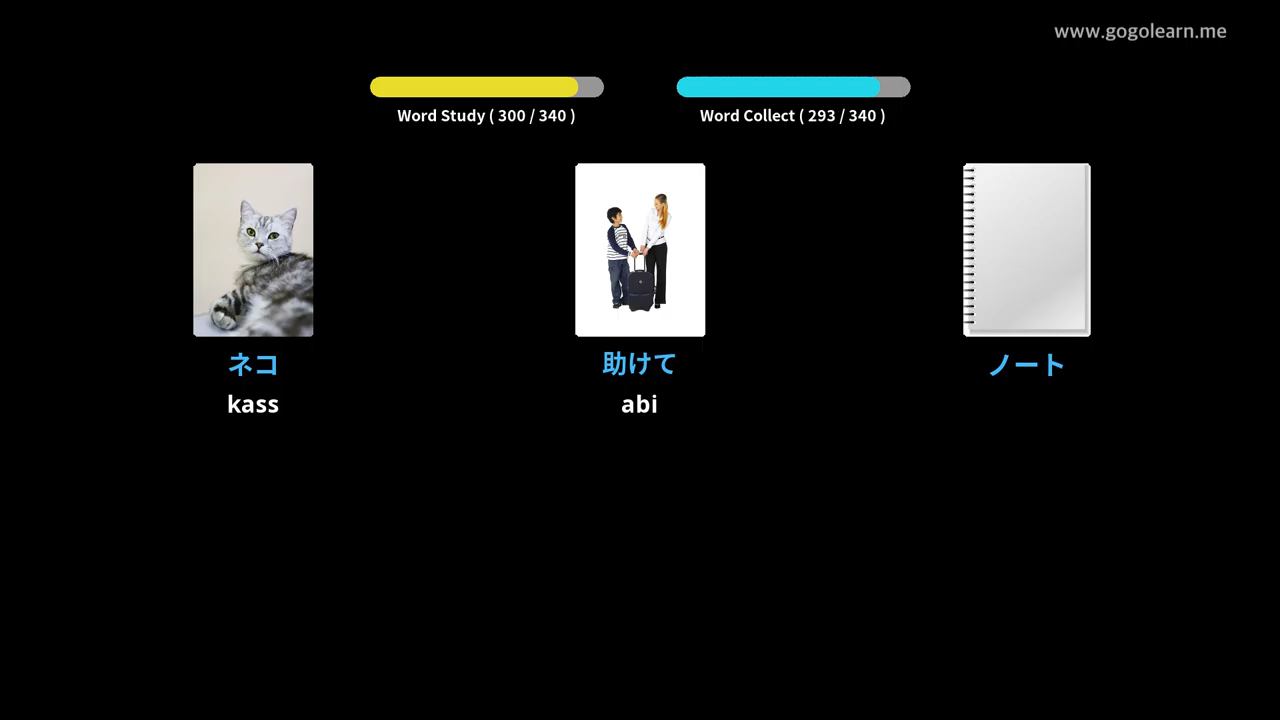 www.gogolearn.me
Word Study ( 300 / 340 )
Word Collect ( 293 / 340 )
ネコ
助けて
ノート
kass
abi